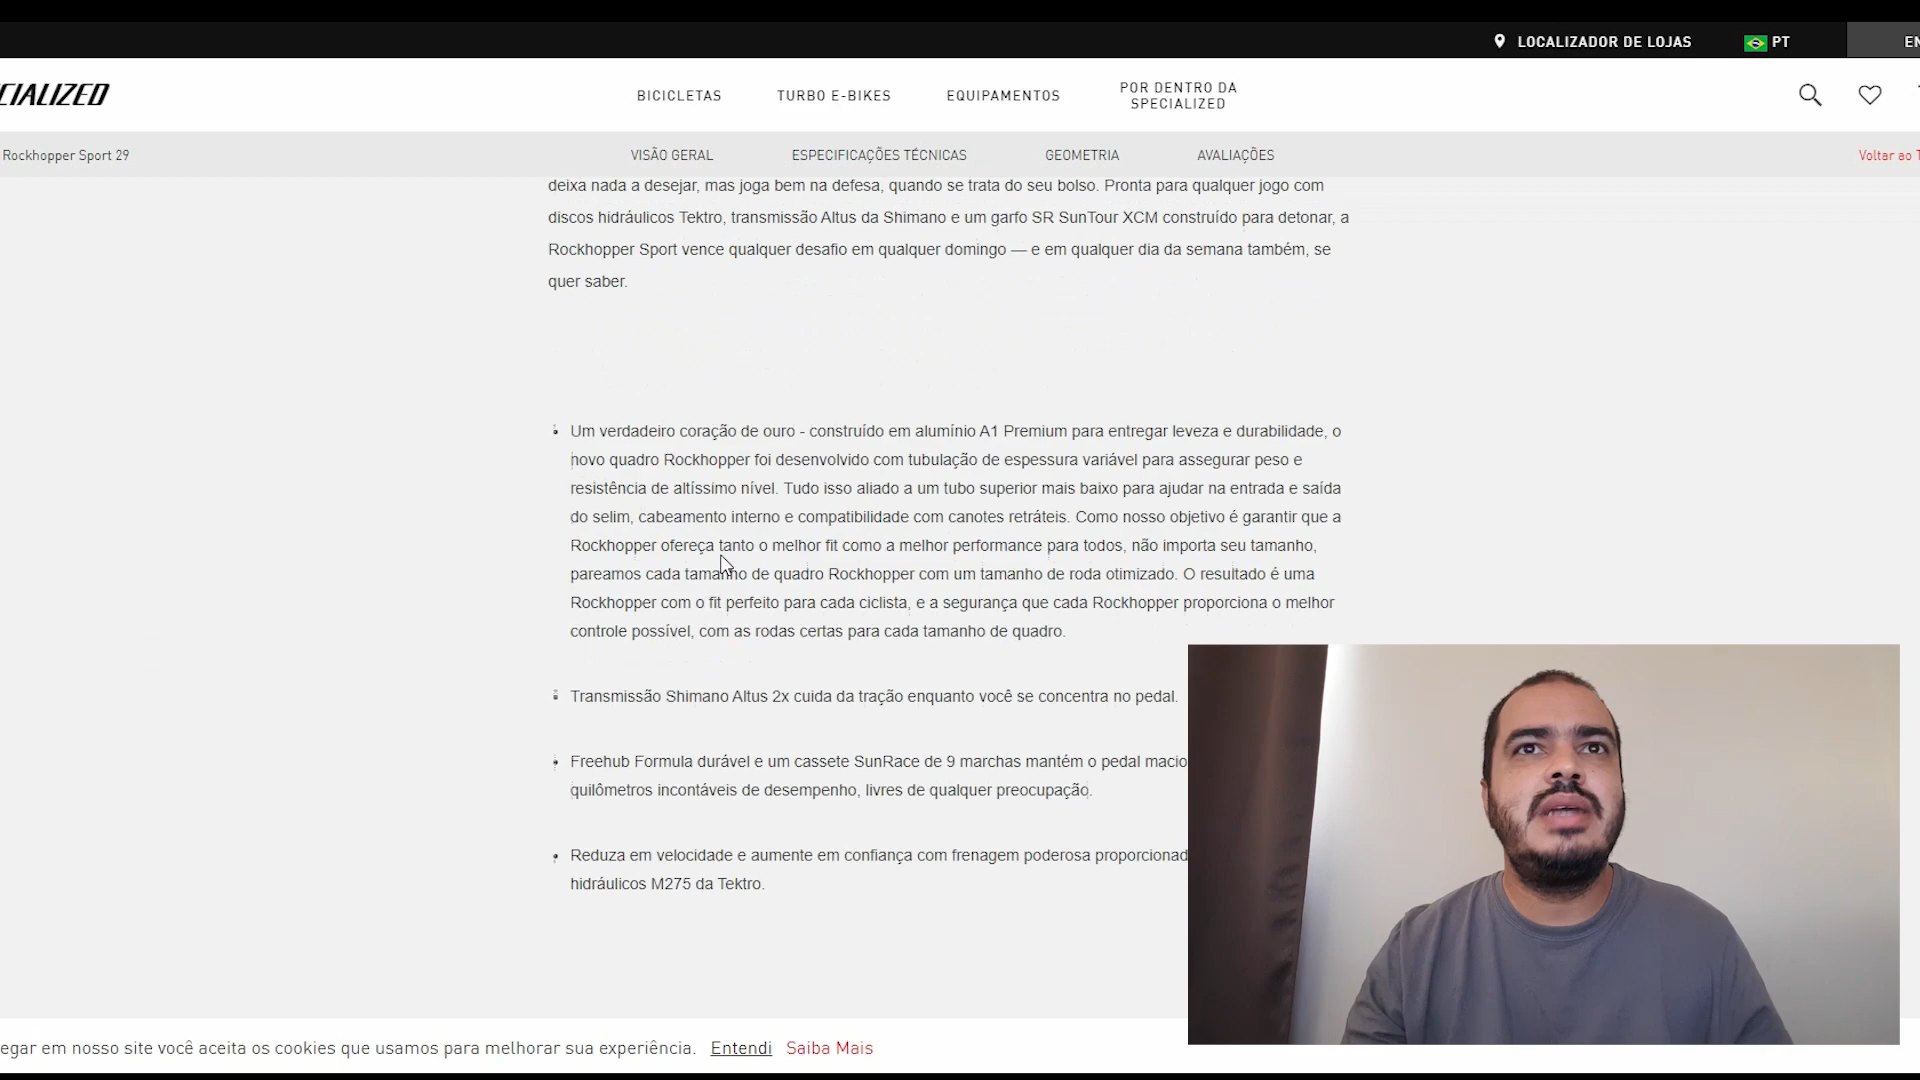 LOCALIZADOR DE LOJAS
PT
EN
CIALIZED
BICICLETAS
TURBO E-BIKES
EQUIPAMENTOS
POR DENTRO DA
SPECIALIZED
Rockhopper Sport 29
VISÃO GERAL
ESPECIFICAÇÕES TÉCNICAS
GEOMETRIA
AVALIAÇÕES
Voltar ao T
deixa nada a desejar, mas joga bem na defesa, quando se trata do seu bolso. Pronta para qualquer jogo com
discos hidráulicos Tektro, transmissão Altus da Shimano e um garfo SR SunTour XCM construído para detonar, a
Rockhopper Sport vence qualquer desafio em qualquer domingo — e em qualquer dia da semana também, se
quer saber.
Um verdadeiro coração de ouro - construído em alumínio A1 Premium para entregar leveza e durabilidade, o
novo quadro Rockhopper foi desenvolvido com tubulação de espessura variável para assegurar peso e
resistência de altíssimo nível. Tudo isso aliado a um tubo superior mais baixo para ajudar na entrada e saída
do selim, cabeamento interno e compatibilidade com canotes retráteis. Como nosso objetivo é garantir que a
Rockhopper ofereça tanto o melhor fit como a melhor performance para todos, não importa seu tamanho,
pareamos cada tamanho de quadro Rockhopper com um tamanho de roda otimizado. O resultado é uma
Rockhopper com o fit perfeito para cada ciclista, e a segurança que cada Rockhopper proporciona o melhor
controle possível, com as rodas certas para cada tamanho de quadro.
Transmissão Shimano Altus 2x cuida da tração enquanto você se concentra no pedal.
Freehub Formula durável e um cassete SunRace de 9 marchas mantém o pedal macio
quilômetros incontáveis de desempenho, livres de qualquer preocupação.
Reduza em velocidade e aumente em confiança com frenagem poderosa proporcionad
hidráulicos M275 da Tektro.
egar em nosso site você aceita os cookies que usamos para melhorar sua experiência. Entendi Saiba Mais